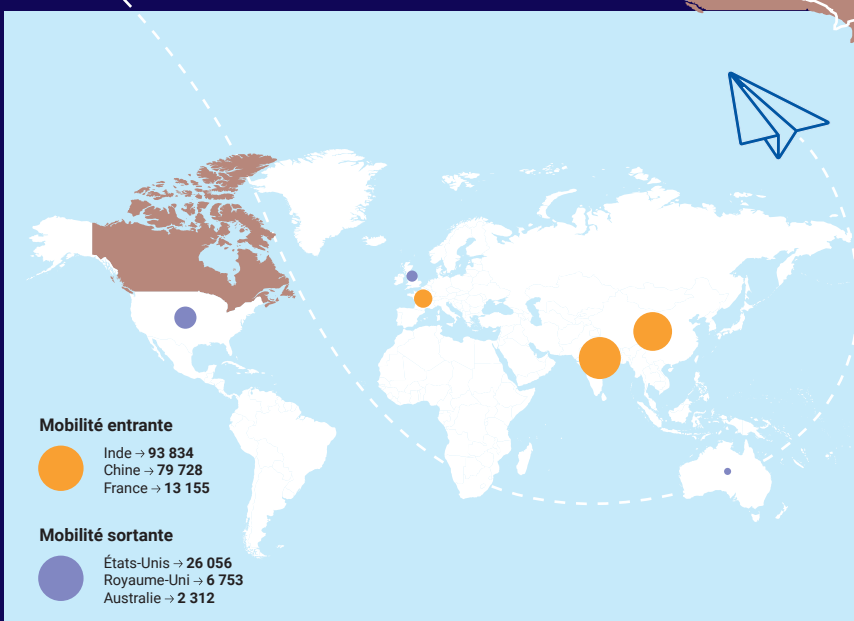 Mobilité entrante
Inde → 93 834
Chine → 79 728
France → 13 155
Mobilité sortante
États-Unis → 26 056
Royaume-Uni → 6 753
Australie → 2 312